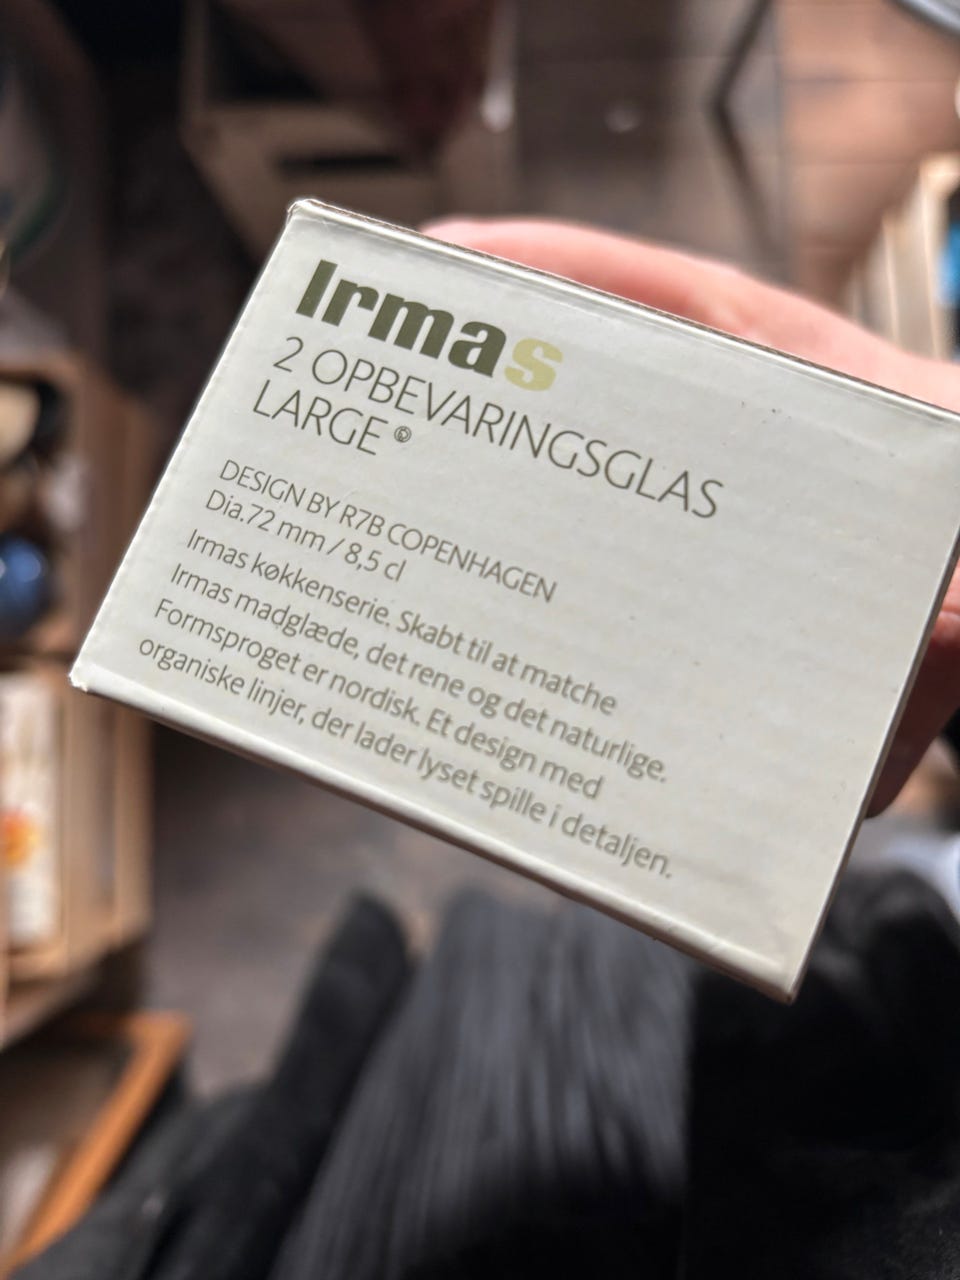 Irmas
2 OPBEVARINGSGLAS
LARGE ©
DESIGN BY R7B COPENHAGEN
Dia.72 mm / 8,5 cl
Irmas køkkenserie. Skabt til at matche
Irmas madglæde, det rene og det naturlige.
Formsproget er nordisk. Et design med
organiske linjer, der lader lyset spille i detaljen.